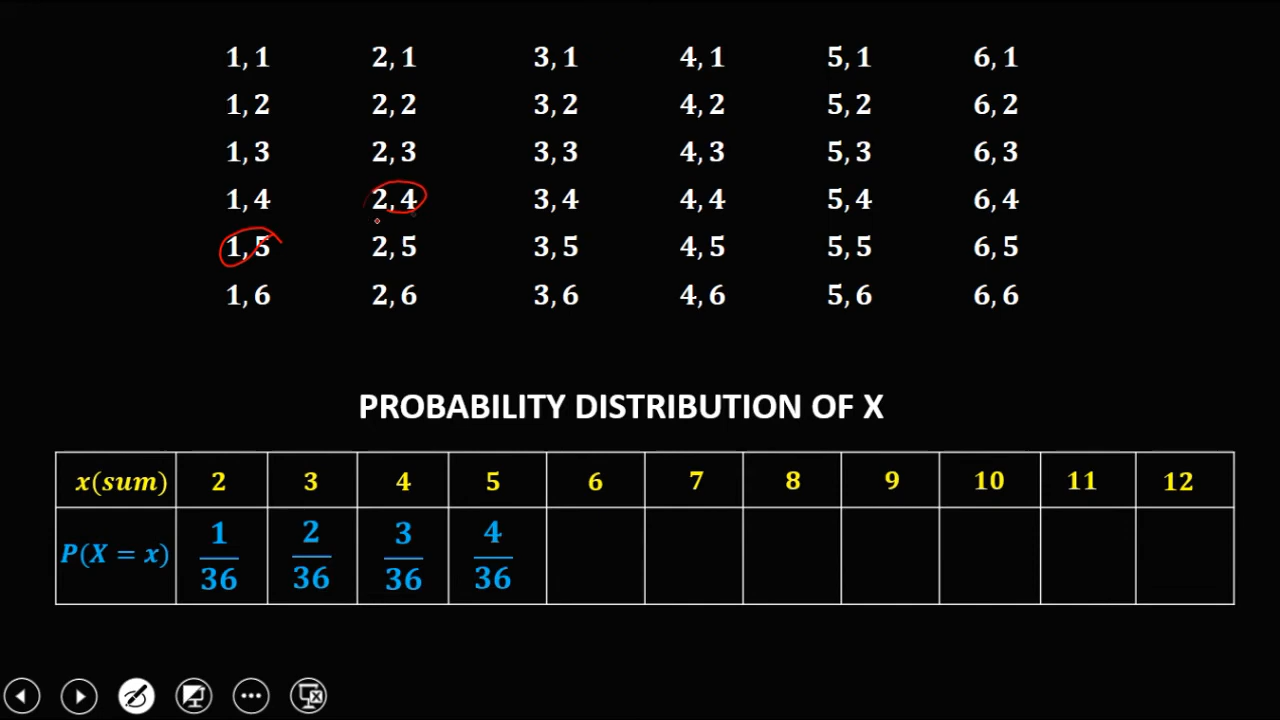 1, 1 2, 1 3, 1 4, 1 5, 1 6, 1
1, 2 2, 2 3, 2 4, 2 5, 2 6, 2
1, 3 2, 3 3, 3 4, 3 5, 3 6, 3
1, 4 2, 4 3, 4 4, 4 5, 4 6, 4
1, 5 2, 5 3, 5 4, 5 5, 5 6, 5
1, 6 2, 6 3, 6 4, 6 5, 6 6, 6
PROBABILITY DISTRIBUTION OF X
x(sum) 2 3 4 5 6 7 8 9 10 11 12
P(X = x) 1/36 2/36 3/36 4/36